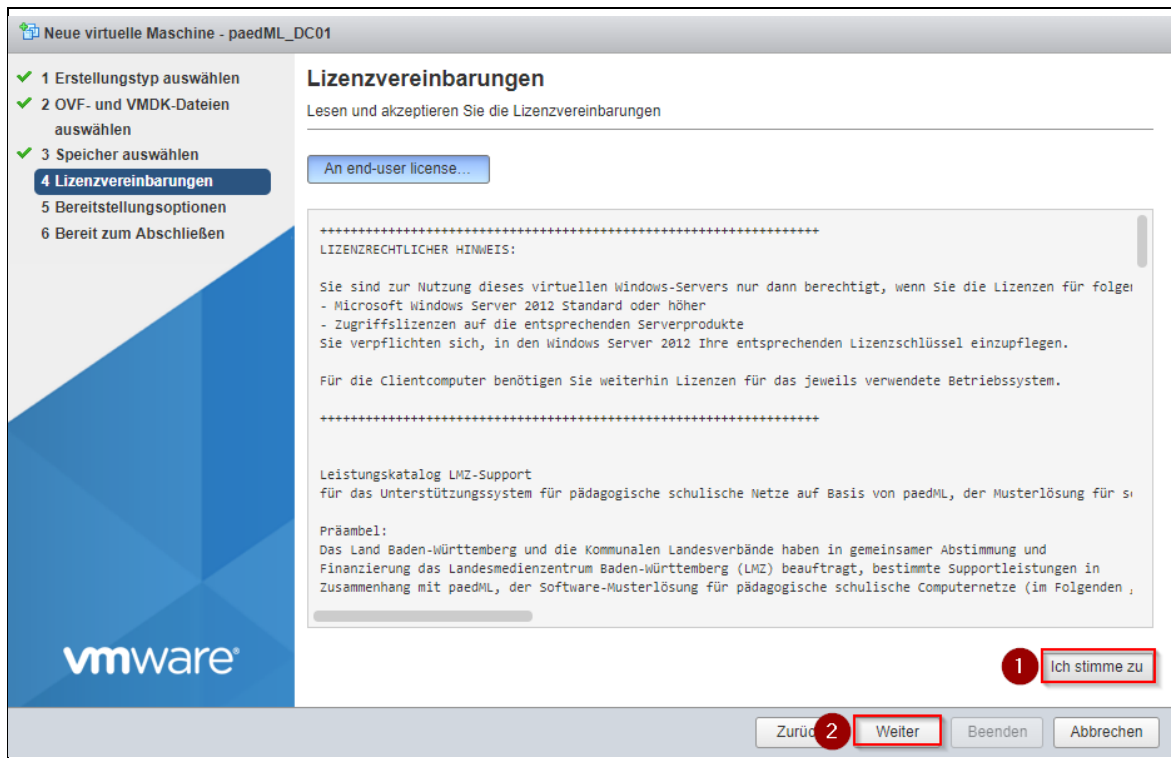 Neue virtuelle Maschine - paedML_DC01
1 Erstellungstyp auswählen
2 OVF- und VMDK-Dateien
auswählen
3 Speicher auswählen
4 Lizenzvereinbarungen
5 Bereitstellungsoptionen
6 Bereit zum Abschließen
vmware®
Lizenzvereinbarungen
Lesen und akzeptieren Sie die Lizenzvereinbarungen
An end-user license...
++++++++++++++++++++++++++++++++++++++++++++++++++++++++++++++++++
LIZENZRECHTLICHER HINWEIS:
Sie sind zur Nutzung dieses virtuellen Windows-Servers nur dann berechtigt, wenn Sie die Lizenzen für
- Microsoft Windows Server 2012 Standard oder höher
- Zugriffslizenzen auf die entsprechenden Serverprodukte
Sie verpflichten sich, in den Windows Server 2012 Ihre entsprechenden Lizenzschlüssel einzupflegen.
Für die Clientcomputer benötigen Sie weiterhin Lizenzen für das jeweils verwendete Betriebssystem.
++++++++++++++++++++++++++++++++++++++++++++++++++++++++++++++++++
Leistungskatalog LMZ-Support
für das Unterstützungssystem für pädagogische schulische Netze auf Basis von paedML, der Musterlösung für
Präambel:
Das Land Baden-Württemberg und die Kommunalen Landesverbände haben in gemeinsamer Abstimmung und
Finanzierung das Landesmedienzentrum Baden-Württemberg (LMZ) beauftragt, bestimmte Supportleistungen in
Zusammenhang mit paedML, der Software-Musterlösung für pädagogische schulische Computernetze (im Folgenden
1 Ich stimme zu
Zurüc 2 Weiter Beenden Abbrechen